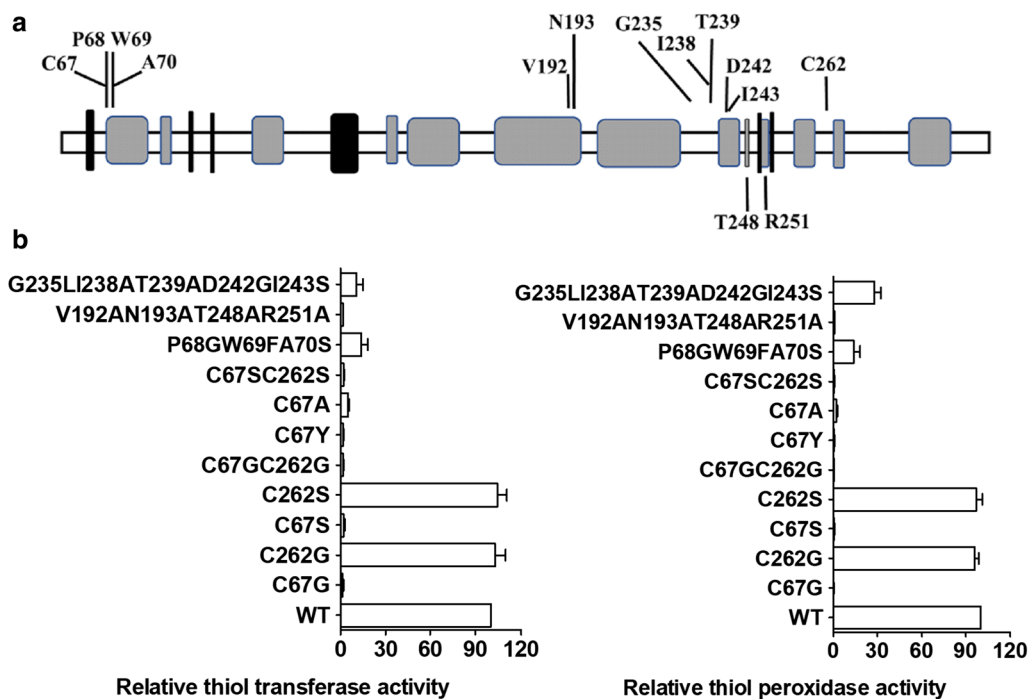 a
P68 W69
C67
A70
N193
V192
G235
T239
I238
D242
I243
C262
T248 R251
b
G235LI238AT239AD242GI243S
V192AN193AT248AR251A
P68GW69FA70S
C67SC262S
C67A
C67Y
C67GC262G
C262S
C67S
C262G
C67G
WT
0 30 60 90 120
Relative thiol transferase activity
G235LI238AT239AD242GI243S
V192AN193AT248AR251A
P68GW69FA70S
C67SC262S
C67A
C67Y
C67GC262G
C262S
C67S
C262G
C67G
WT
0 30 60 90 120
Relative thiol peroxidase activity